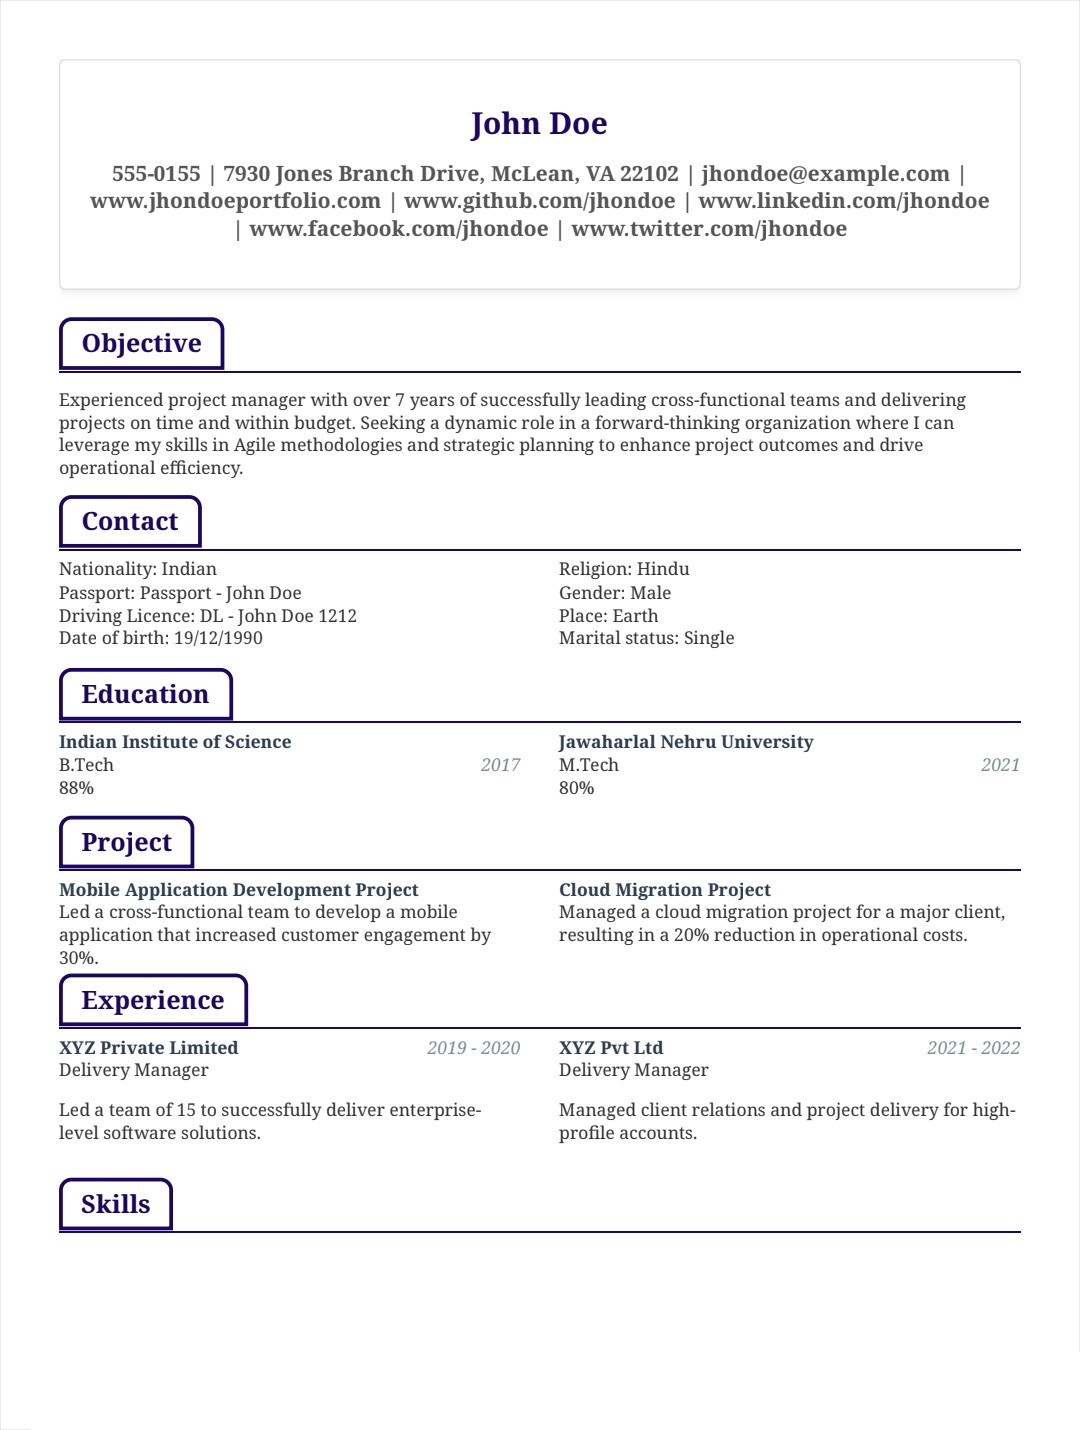 John Doe
555-0155 | 7930 Jones Branch Drive, McLean, VA 22102 | jhondoe@example.com |
www.jhondoeportfolio.com | www.github.com/jhondoe | www.linkedin.com/jhondoe
| www.facebook.com/jhondoe | www.twitter.com/jhondoe
Objective
Experienced project manager with over 7 years of successfully leading cross-functional teams and delivering
projects on time and within budget. Seeking a dynamic role in a forward-thinking organization where I can
leverage my skills in Agile methodologies and strategic planning to enhance project outcomes and drive
operational efficiency.
Contact
Nationality: Indian
Passport: Passport - John Doe
Driving Licence: DL - John Doe 1212
Date of birth: 19/12/1990
Religion: Hindu
Gender: Male
Place: Earth
Marital status: Single
Education
Indian Institute of Science
B.Tech 2017
88%
Jawaharlal Nehru University
M.Tech 2021
80%
Project
Mobile Application Development Project
Led a cross-functional team to develop a mobile
application that increased customer engagement by
30%.
Cloud Migration Project
Managed a cloud migration project for a major client,
resulting in a 20% reduction in operational costs.
Experience
XYZ Private Limited 2019 - 2020
Delivery Manager
Led a team of 15 to successfully deliver enterprise-
level software solutions.
XYZ Pvt Ltd 2021 - 2022
Delivery Manager
Managed client relations and project delivery for high-
profile accounts.
Skills